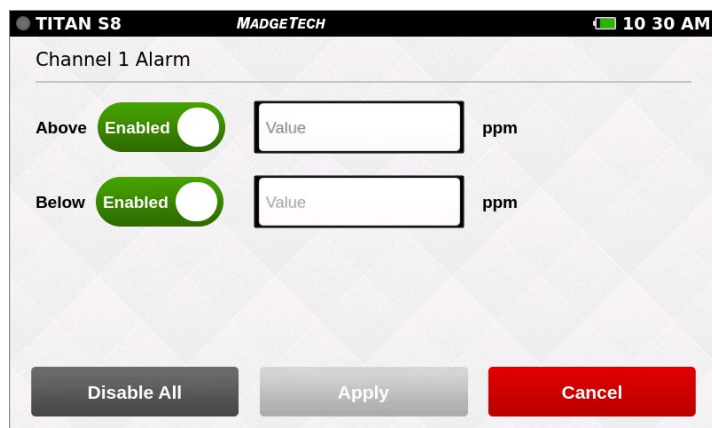 TITAN S8 MADGETECH 10 30 AM
Channel 1 Alarm
Above Enabled Value ppm
Below Enabled Value ppm
Disable All Apply Cancel